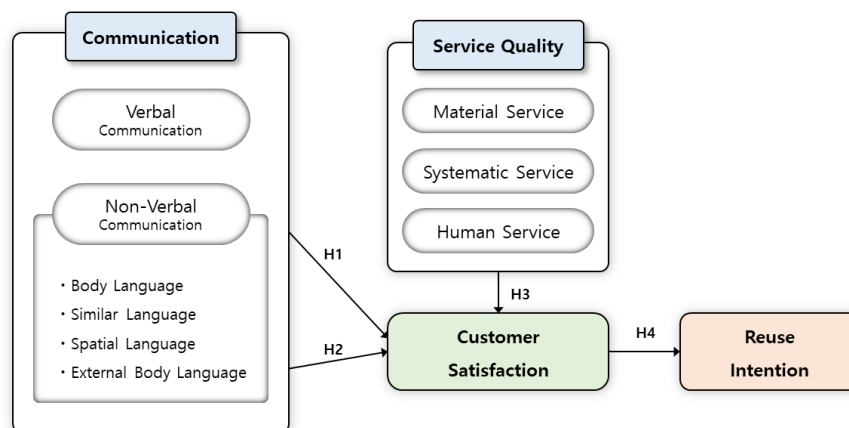 Communication
Verbal
Communication
Non-Verbal
Communication
・Body Language
・Similar Language
・Spatial Language
・External Body Language
Service Quality
Material Service
Systematic Service
Human Service
H1
H2
H3
Customer
Satisfaction
H4
Reuse
Intention